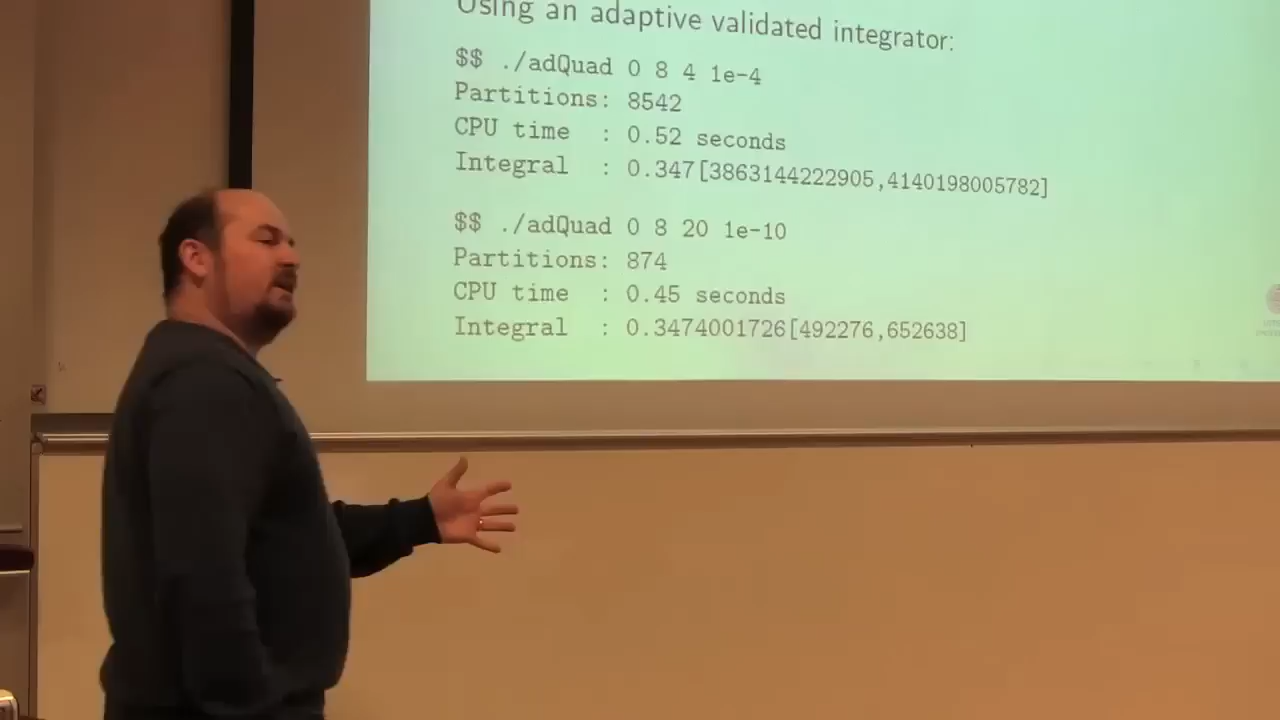 Using an adaptive validated integrator:
$$ ./adQuad 0 8 4 1e-4
Partitions: 8542
CPU time : 0.52 seconds
Integral : 0.347[3863144222905,4140198005782]
$$ ./adQuad 0 8 20 1e-10
Partitions: 874
CPU time : 0.45 seconds
Integral : 0.3474001726[492276,652638]